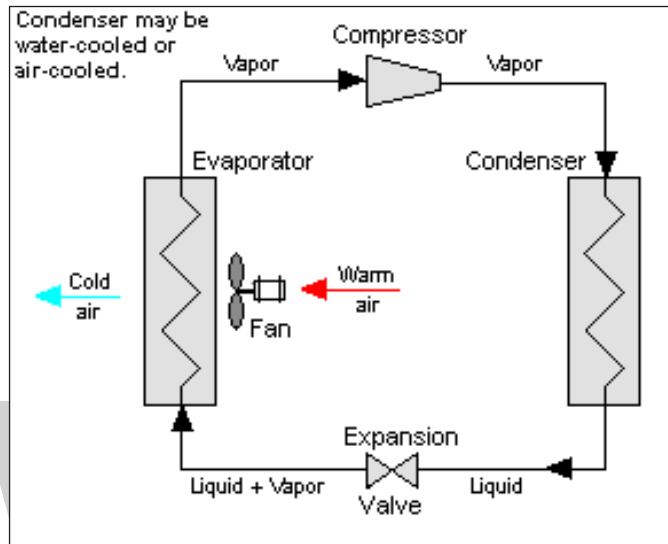 Condenser may be
water-cooled or
air-cooled.
Compressor
Vapor
Vapor
Evaporator
Condenser
Cold
air
Warm
air
Fan
Expansion
Valve
Liquid + Vapor
Liquid